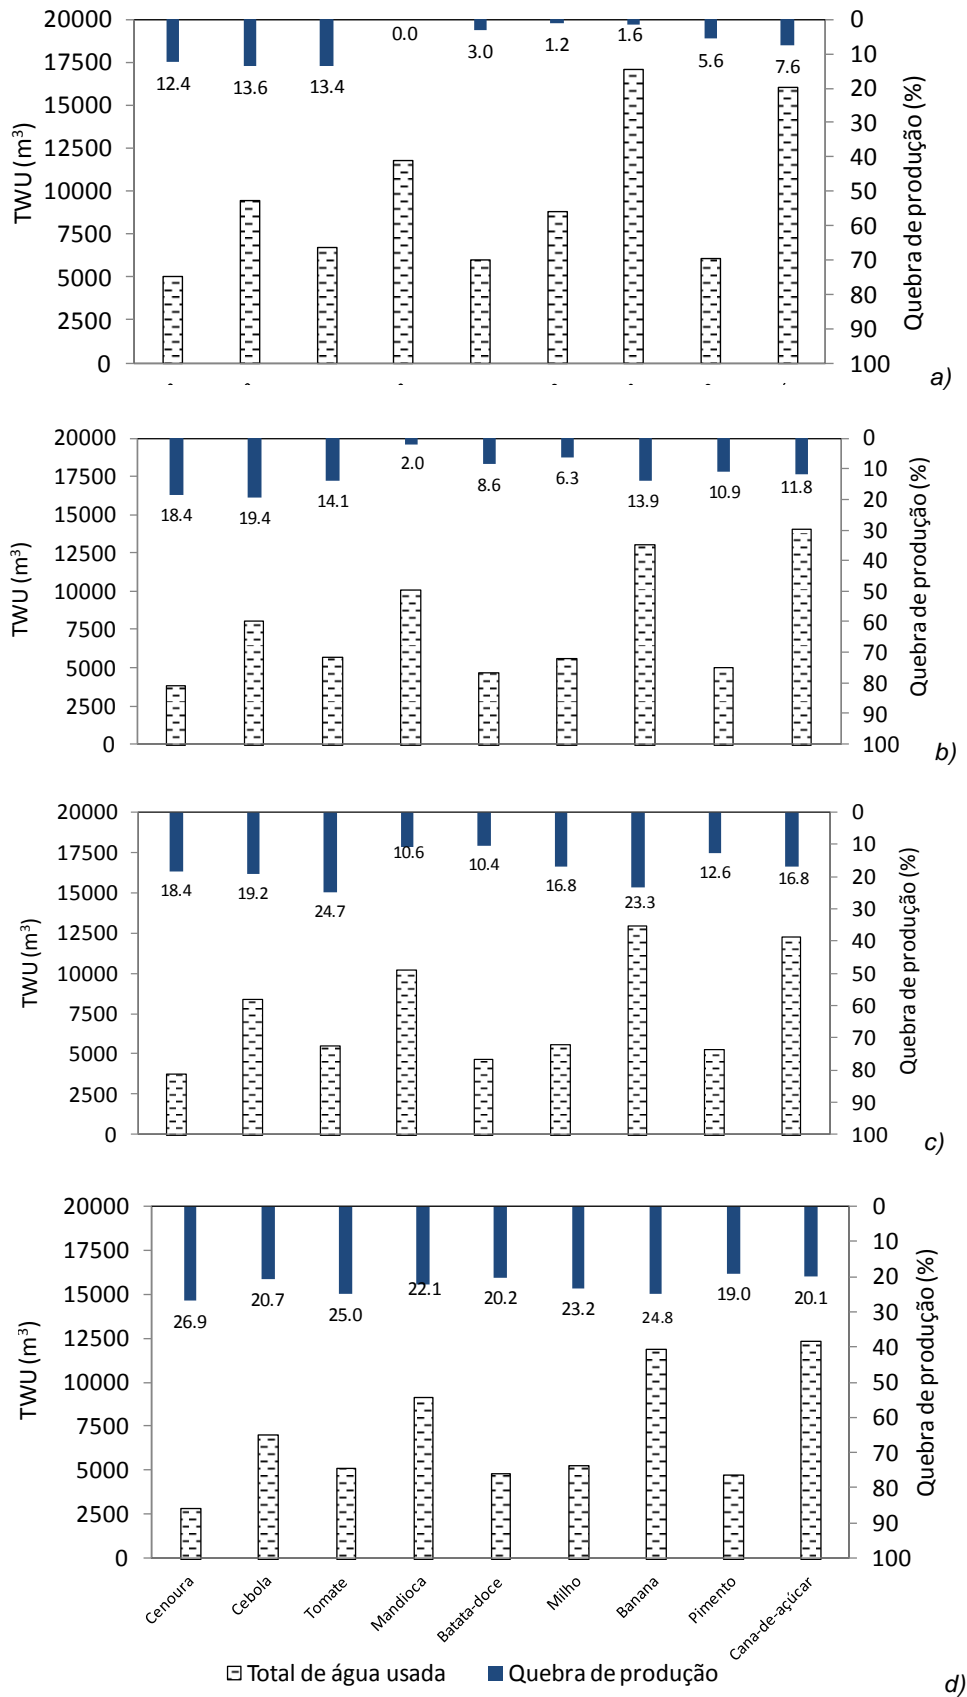 20000 0
17500 10
15000 20
12500 30
10000 40
7500 50
5000 60
2500 70
0 80
90
100
TWU (m³)
Quebra de produção (%)
12.4 13.6 13.4 0.0 3.0 1.2 1.6 5.6 7.6
a)
20000 0
17500 10
15000 20
12500 30
10000 40
7500 50
5000 60
2500 70
0 80
90
100
TWU (m³)
Quebra de produção (%)
18.4 19.4 14.1 2.0 8.6 6.3 13.9 10.9 11.8
b)
20000 0
17500 10
15000 20
12500 30
10000 40
7500 50
5000 60
2500 70
0 80
90
100
TWU (m³)
Quebra de produção (%)
18.4 19.2 24.7 10.6 10.4 16.8 23.3 12.6 16.8
c)
20000 0
17500 10
15000 20
12500 30
10000 40
7500 50
5000 60
2500 70
0 80
90
100
TWU (m³)
Quebra de produção (%)
26.9 20.7 25.0 22.1 20.2 23.2 24.8 19.0 20.1
Cenoura Cebola Tomate Mandioca Batata-doce Milho Banana Pimento Cana-de-açúcar
Total de água usada Quebra de produção
d)